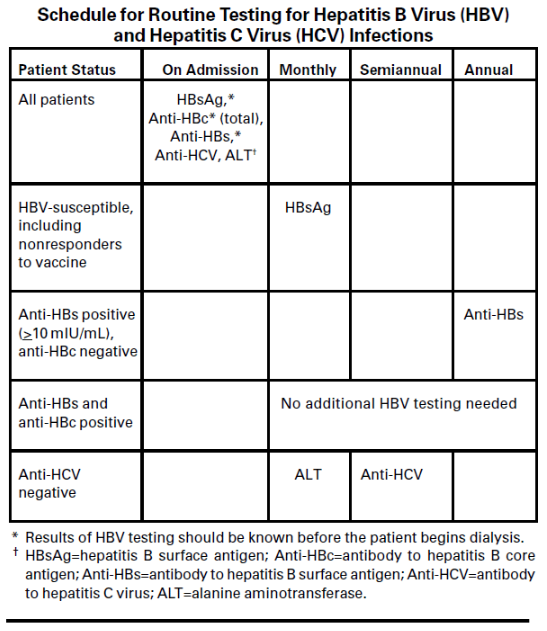 Schedule for Routine Testing for Hepatitis B Virus (HBV)
and Hepatitis C Virus (HCV) Infections
Patient Status On Admission Monthly Semiannual Annual
All patients HBsAg,*
Anti-HBc* (total),
Anti-HBs,*
Anti-HCV, ALT†
HBV-susceptible, HBsAg
including
nonresponders
to vaccine
Anti-HBs positive Anti-HBs
(≥10 mIU/mL),
anti-HBc negative
Anti-HBs and No additional HBV testing needed
anti-HBc positive
Anti-HCV ALT Anti-HCV
negative
* Results of HBV testing should be known before the patient begins dialysis.
† HBsAg=hepatitis B surface antigen; Anti-HBc=antibody to hepatitis B core
antigen; Anti-HBs=antibody to hepatitis B surface antigen; Anti-HCV=antibody
to hepatitis C virus; ALT=alanine aminotransferase.